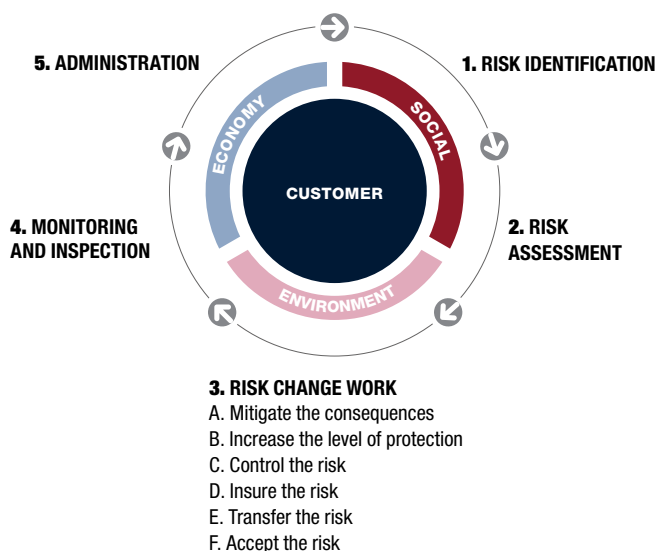 5. ADMINISTRATION
1. RISK IDENTIFICATION
ECONOMY
SOCIAL
CUSTOMER
4. MONITORING
AND INSPECTION
2. RISK
ASSESSMENT
ENVIRONMENT
3. RISK CHANGE WORK
A. Mitigate the consequences
B. Increase the level of protection
C. Control the risk
D. Insure the risk
E. Transfer the risk
F. Accept the risk